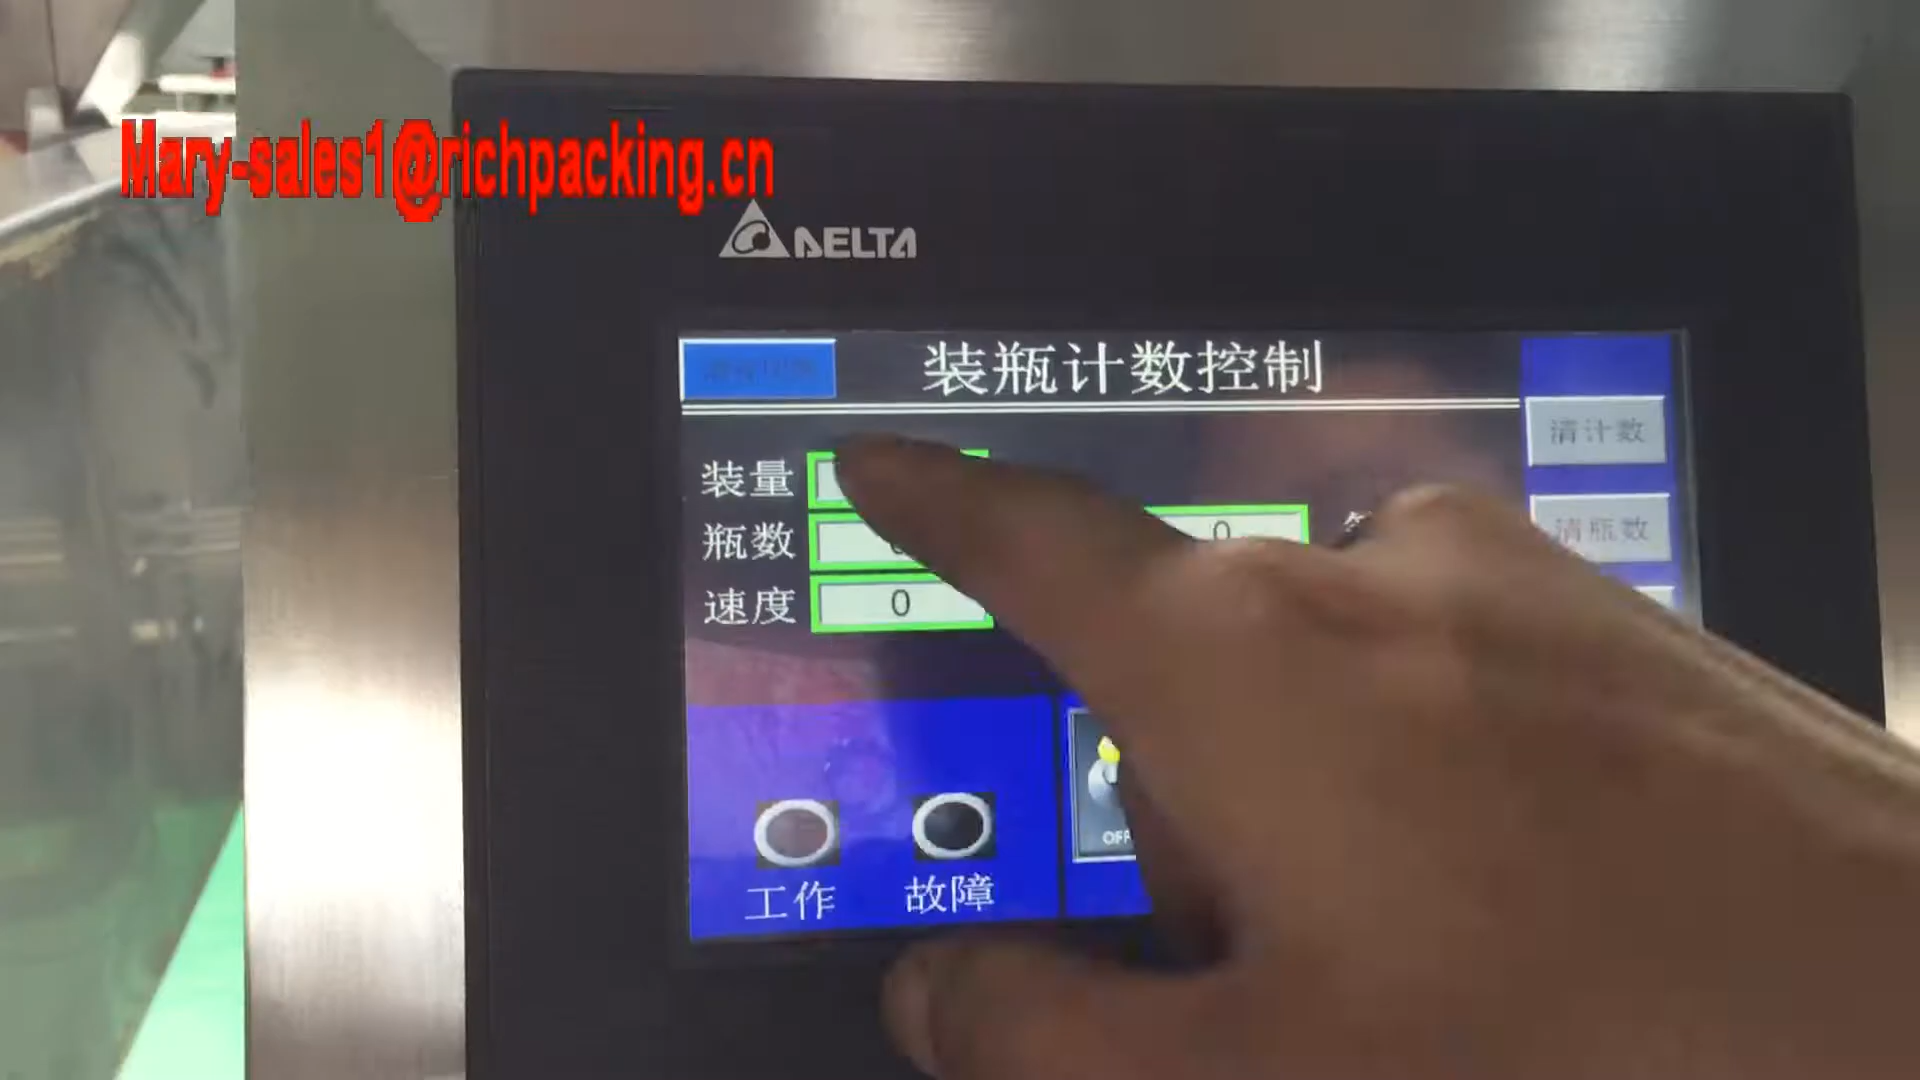 Mary-sales1@richpacking.cn
DELTA
装瓶计数控制
清计数
装量
瓶数
0
清瓶数
速度
0
OFF
工作
故障